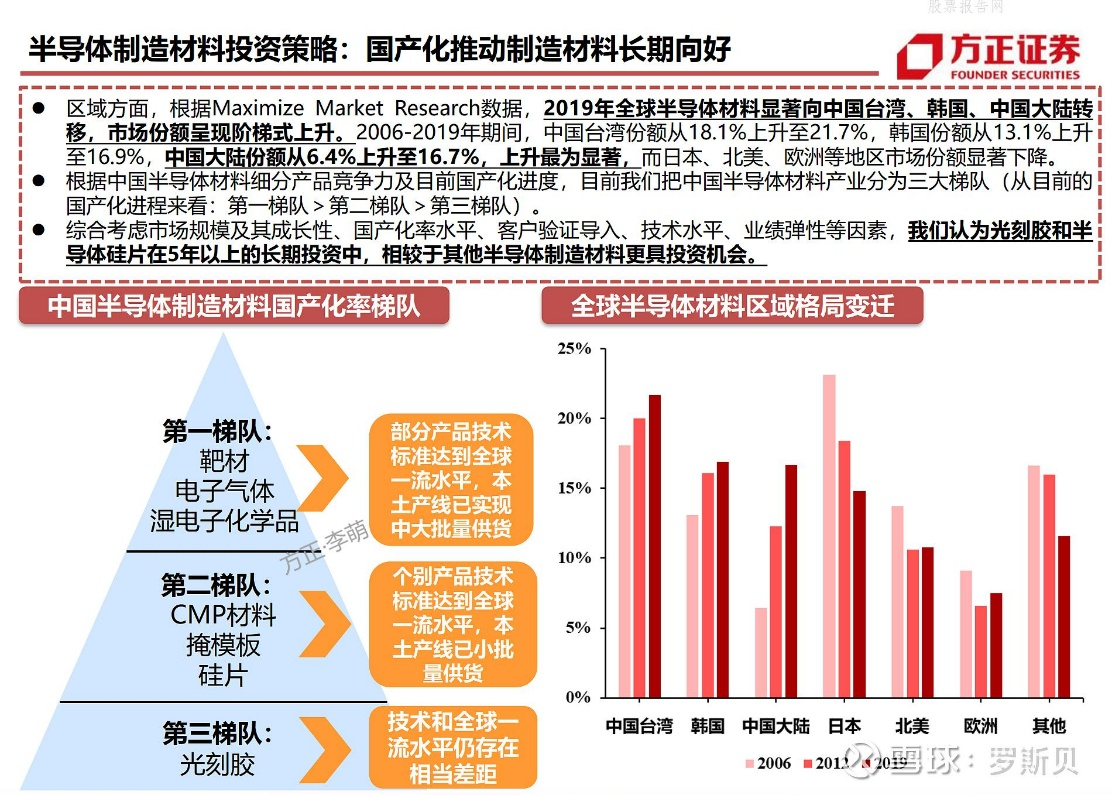 股票报告网
半导体制造材料投资策略：国产化推动制造材料长期向好
方正证券
FOUNDER SECURITIES
● 区域方面，根据Maximize Market Research数据，2019年全球半导体材料显著向中国台湾、韩国、中国大陆转
移，市场份额呈现阶梯式上升。2006-2019年期间，中国台湾份额从18.1%上升至21.7%，韩国份额从13.1%上升
至16.9%，中国大陆份额从6.4%上升至16.7%，上升最为显著，而日本、北美、欧洲等地区市场份额显著下降。
● 根据中国半导体材料细分产品竞争力及目前国产化进度，目前我们把中国半导体材料产业分为三大梯队（从目前的
国产化进程来看：第一梯队＞第二梯队＞第三梯队）。
● 综合考虑市场规模及其成长性、国产化率水平、客户验证导入、技术水平、业绩弹性等因素，我们认为光刻胶和半
导体硅片在5年以上的长期投资中，相较于其他半导体制造材料更具投资机会。
中国半导体制造材料国产化率梯队
第一梯队：
靶材
电子气体
湿电子化学品
部分产品技术
标准达到全球
一流水平，本
土产线已实现
中大批量供货
方正·李萌
第二梯队：
CMP材料
掩模板
硅片
个别产品技术
标准达到全球
一流水平，本
土产线已小批
量供货
第三梯队：
光刻胶
技术和全球一
流水平仍存在
相当差距
全球半导体材料区域格局变迁
25%
20%
15%
10%
5%
0%
中国台湾 韩国 中国大陆 日本 北美 欧洲 其他
2006 2012 2019
雪球：罗斯贝